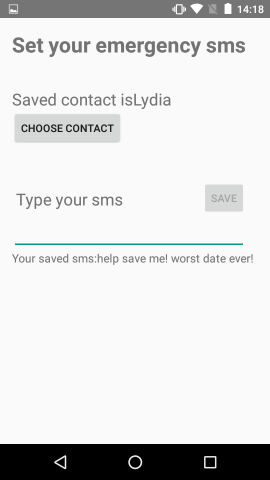 14:18
Set your emergency sms
Saved contact isLydia
CHOOSE CONTACT
Type your sms
SAVE
Your saved sms:help save me! worst date ever!